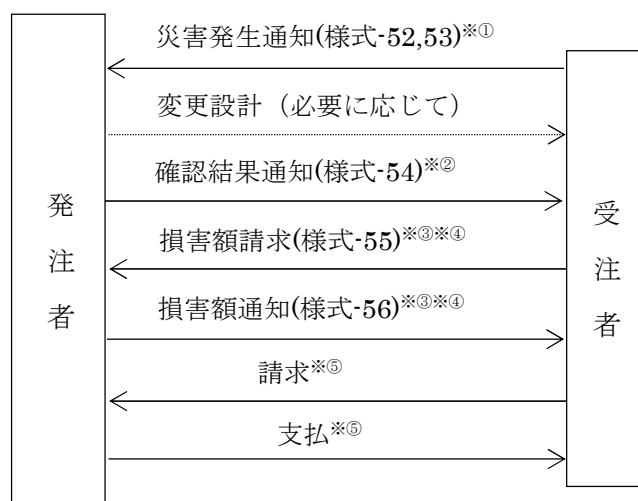 災害発生通知(様式-52,53)※①
変更設計（必要に応じて）
確認結果通知(様式-54)※②
損害額請求(様式-55)※③※④
損害額通知(様式-56)※③※④
請求※⑤
支払※⑤
発注者
受注者